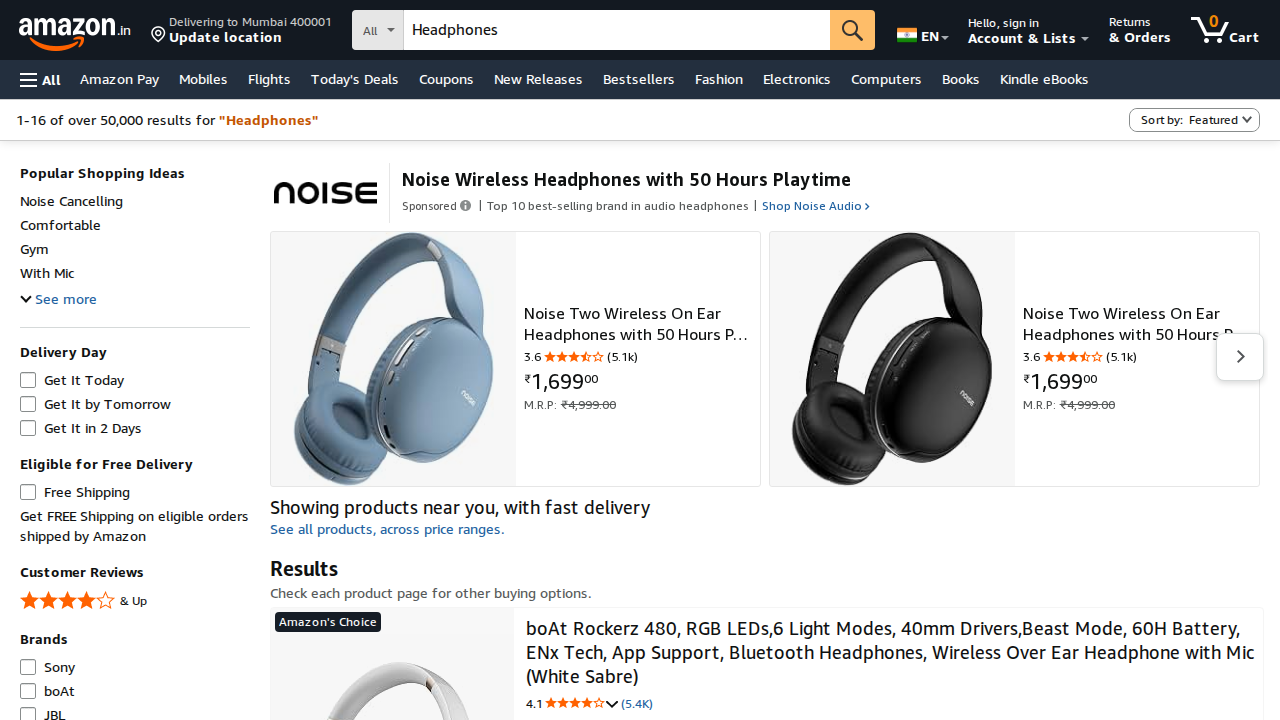 amazon.in
Delivering to Mumbai 400001
Update location
All
Headphones
EN
Hello, sign in
Account & Lists
Returns
& Orders
0
Cart
All
Amazon Pay
Mobiles
Flights
Today's Deals
Coupons
New Releases
Bestsellers
Fashion
Electronics
Computers
Books
Kindle eBooks
1-16 of over 50,000 results for "Headphones"
Sort by: Featured
Popular Shopping Ideas
Noise Cancelling
Comfortable
Gym
With Mic
See more
Delivery Day
Get It Today
Get It by Tomorrow
Get It in 2 Days
Eligible for Free Delivery
Free Shipping
Get FREE Shipping on eligible orders
shipped by Amazon
Customer Reviews
& Up
Brands
Sony
boAt
JBL
noise
Noise Wireless Headphones with 50 Hours Playtime
Sponsored | Top 10 best-selling brand in audio headphones | Shop Noise Audio
noise
Noise Two Wireless On Ear
Headphones with 50 Hours P...
3.6 (5.1k)
₹1,69900
M.R.P: ₹4,999.00
noise
Noise Two Wireless On Ear
Headphones with 50 Hours P
3.6 (5.1k)
₹1,69900
M.R.P: ₹4,999.00
Showing products near you, with fast delivery
See all products, across price ranges.
Results
Check each product page for other buying options.
Amazon's Choice
boAt Rockerz 480, RGB LEDs,6 Light Modes, 40mm Drivers,Beast Mode, 60H Battery,
ENx Tech, App Support, Bluetooth Headphones, Wireless Over Ear Headphone with Mic
(White Sabre)
4.1 (5.4K)